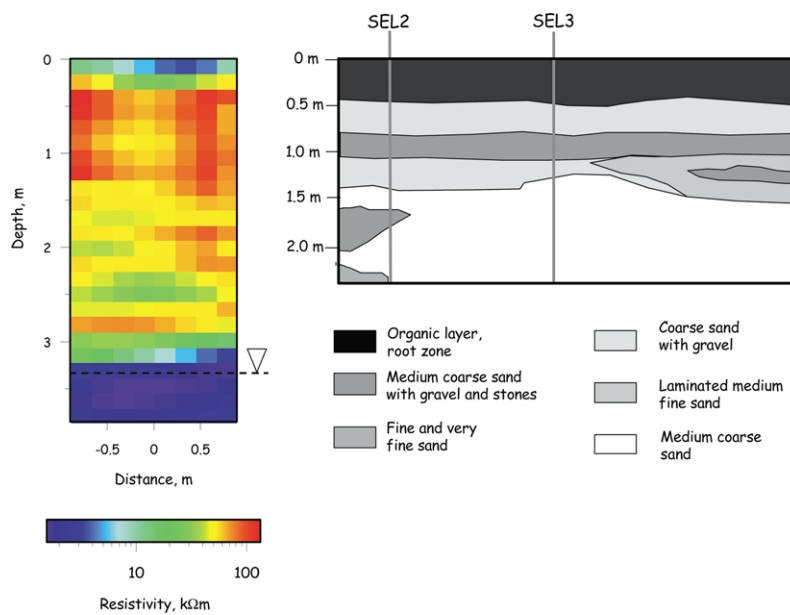 SEL2
SEL3
0
1
2
3
Depth, m
-0.5
0
0.5
Distance, m
10
100
Resistivity, kΩm
0 m
0.5 m
1.0 m
1.5 m
2.0 m
Organic layer,
root zone
Medium coarse sand
with gravel and stones
Fine and very
fine sand
Coarse sand
with gravel
Laminated medium
fine sand
Medium coarse
sand